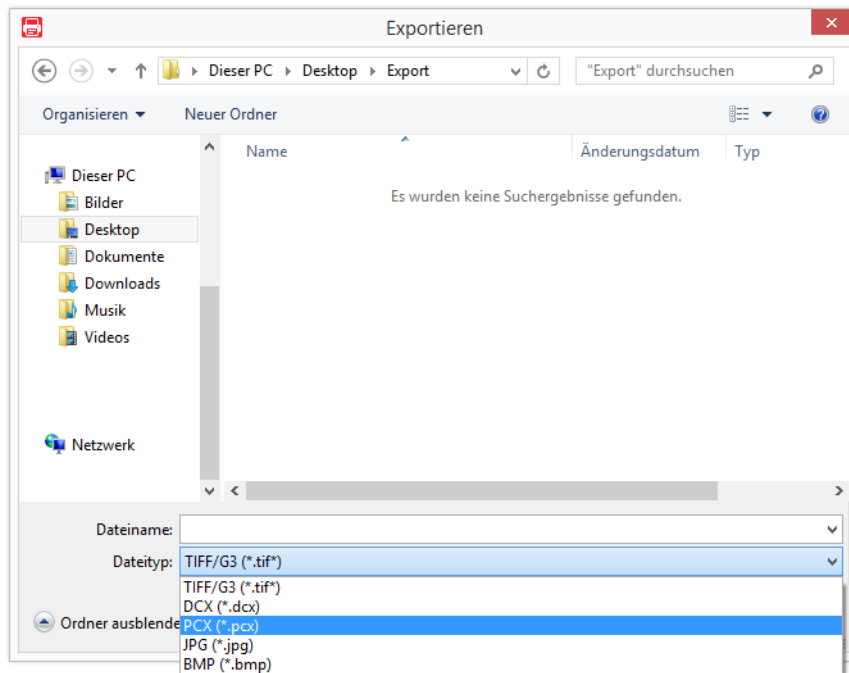 Exportieren
Dieser PC Desktop Export "Export" durchsuchen
Organisieren Neuer Ordner
Name Änderungsdatum Typ
Es wurden keine Suchergebnisse gefunden.
Dieser PC
Bilder
Desktop
Dokumente
Downloads
Musik
Videos
Netzwerk
Dateiname:
Dateityp: TIFF/G3 (*.tif*)
TIFF/G3 (*.tif*)
DCX (*.dcx)
Ordner ausblende
PCX (*.pcx)
JPG (*.jpg)
BMP (*.bmp)